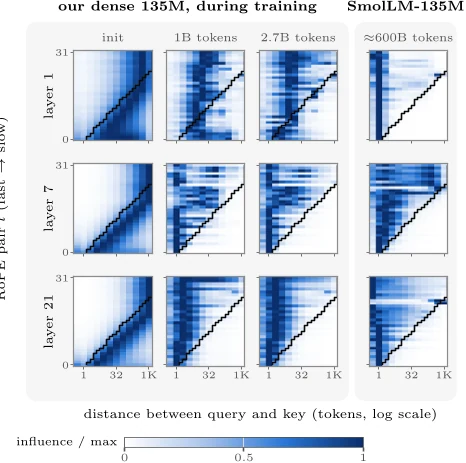 our dense 135M, during training SmolLM-135M
init 1B tokens 2.7B tokens ≈600B tokens
31
layer 1
0
31
layer 7
0
31
layer 21
0
1 32 1K 1 32 1K 1 32 1K 1 32 1K
RoPE pair i (fast → slow)
distance between query and key (tokens, log scale)
influence / max
0 0.5 1